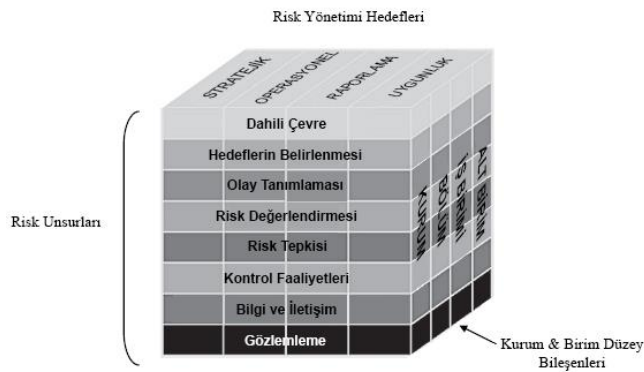 Risk Yönetimi Hedefleri
STRATEJİK
OPERASYONEL
RAPORLAMA
UYGUNLUK
Dahili Çevre
Hedeflerin Belirlenmesi
Olay Tanımlaması
Risk Değerlendirmesi
Risk Tepkisi
Kontrol Faaliyetleri
Bilgi ve İletişim
Gözlemleme
KURUM
BÖLÜM
İŞ BİRİMİ
ALT BİRİM
Risk Unsurları
Kurum & Birim Düzey
Bileşenleri